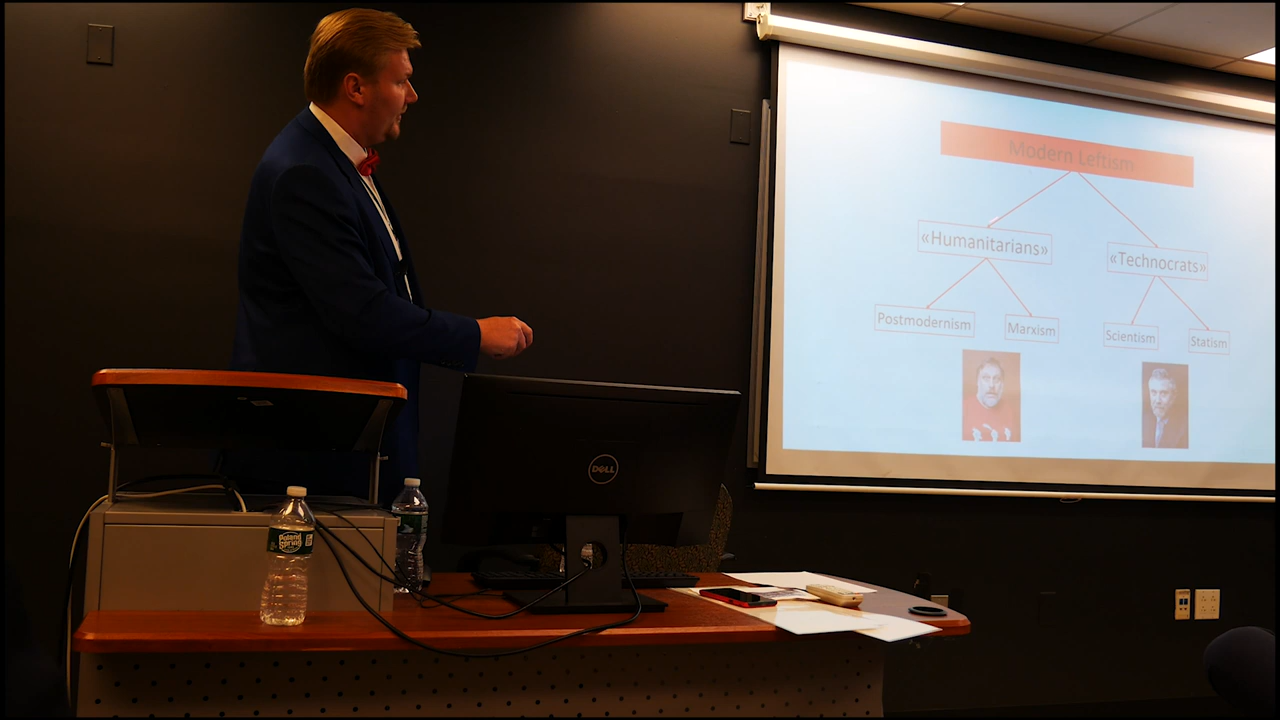 Modern Leftism
«Humanitarians»
«Technocrats»
Postmodernism
Marxism
Scientism
Statism
DELL
Poland
Spring